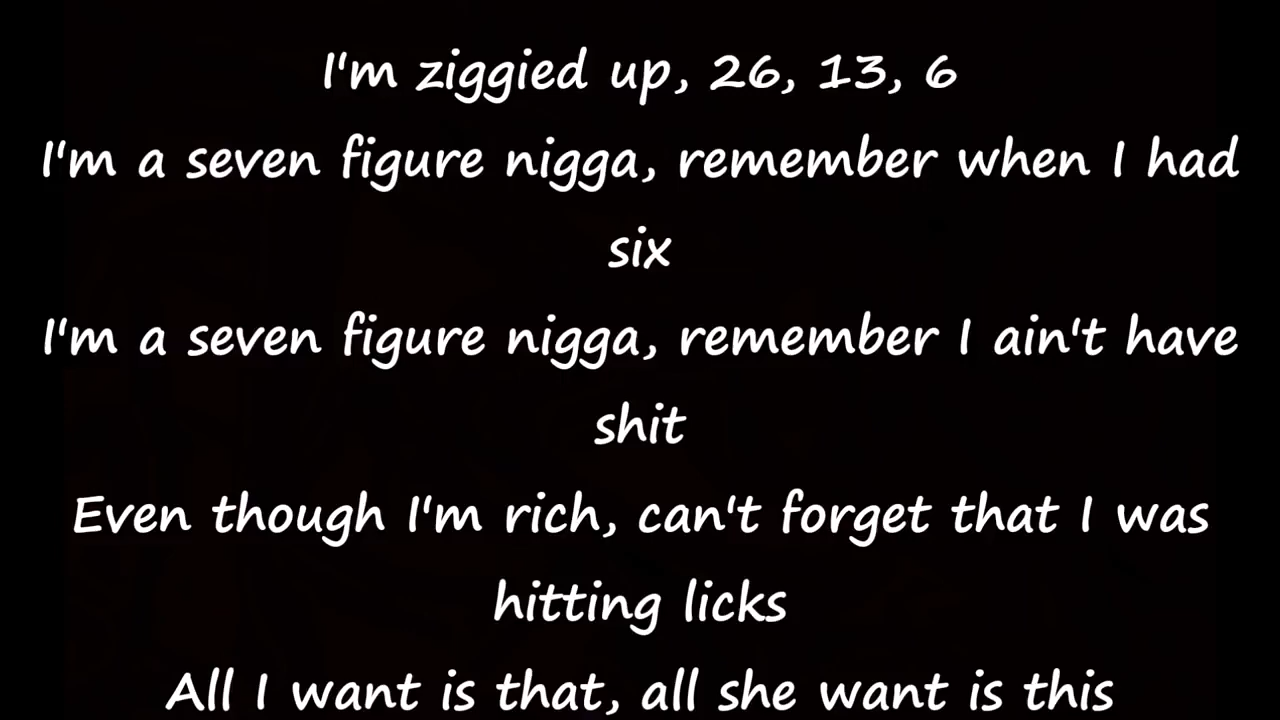 I'm ziggied up, 26, 13, 6
I'm a seven figure nigga, remember when I had
six
I'm a seven figure nigga, remember I ain't have
shit
Even though I'm rich, can't forget that I was
hitting licks
All I want is that, all she want is this